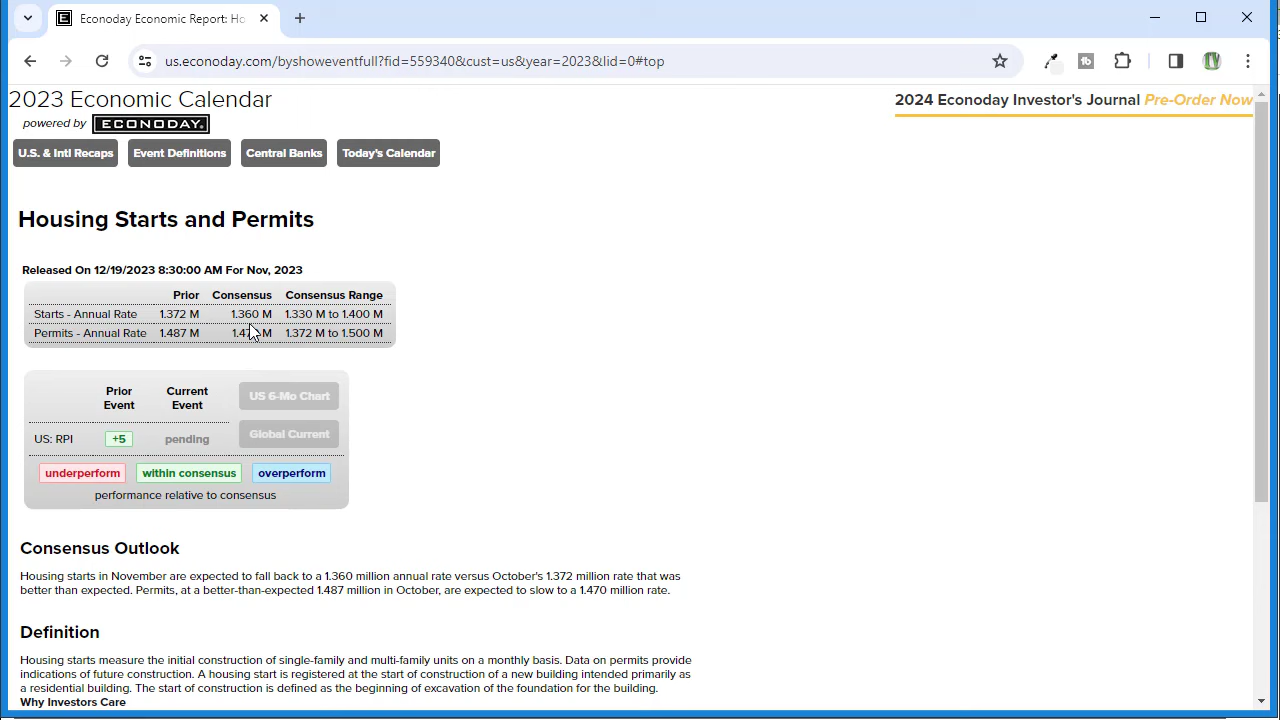 Econoday Economic Report: Ho
us.econoday.com/byshoweventfull?fid=559340&cust=us&year=2023&lid=0#top
2023 Economic Calendar
2024 Econoday Investor's Journal Pre-Order Now
powered by ECONODAY
U.S. & Intl Recaps Event Definitions Central Banks Today's Calendar
Housing Starts and Permits
Released On 12/19/2023 8:30:00 AM For Nov, 2023
Prior Consensus Consensus Range
Starts - Annual Rate 1.372 M 1.360 M 1.330 M to 1.400 M
Permits - Annual Rate 1.487 M M 1.372 M to 1.500 M
Prior Event Current Event US 6-Mo Chart
Global Current
US: RPI +5 pending
underperform within consensus overperform
performance relative to consensus
Consensus Outlook
Housing starts in November are expected to fall back to a 1.360 million annual rate versus October's 1.372 million rate that was
better than expected. Permits, at a better-than-expected 1.487 million in October, are expected to slow to a 1.470 million rate.
Definition
Housing starts measure the initial construction of single-family and multi-family units on a monthly basis. Data on permits provide
indications of future construction. A housing start is registered at the start of construction of a new building intended primarily as
a residential building. The start of construction is defined as the beginning of excavation of the foundation for the building.
Why Investors Care